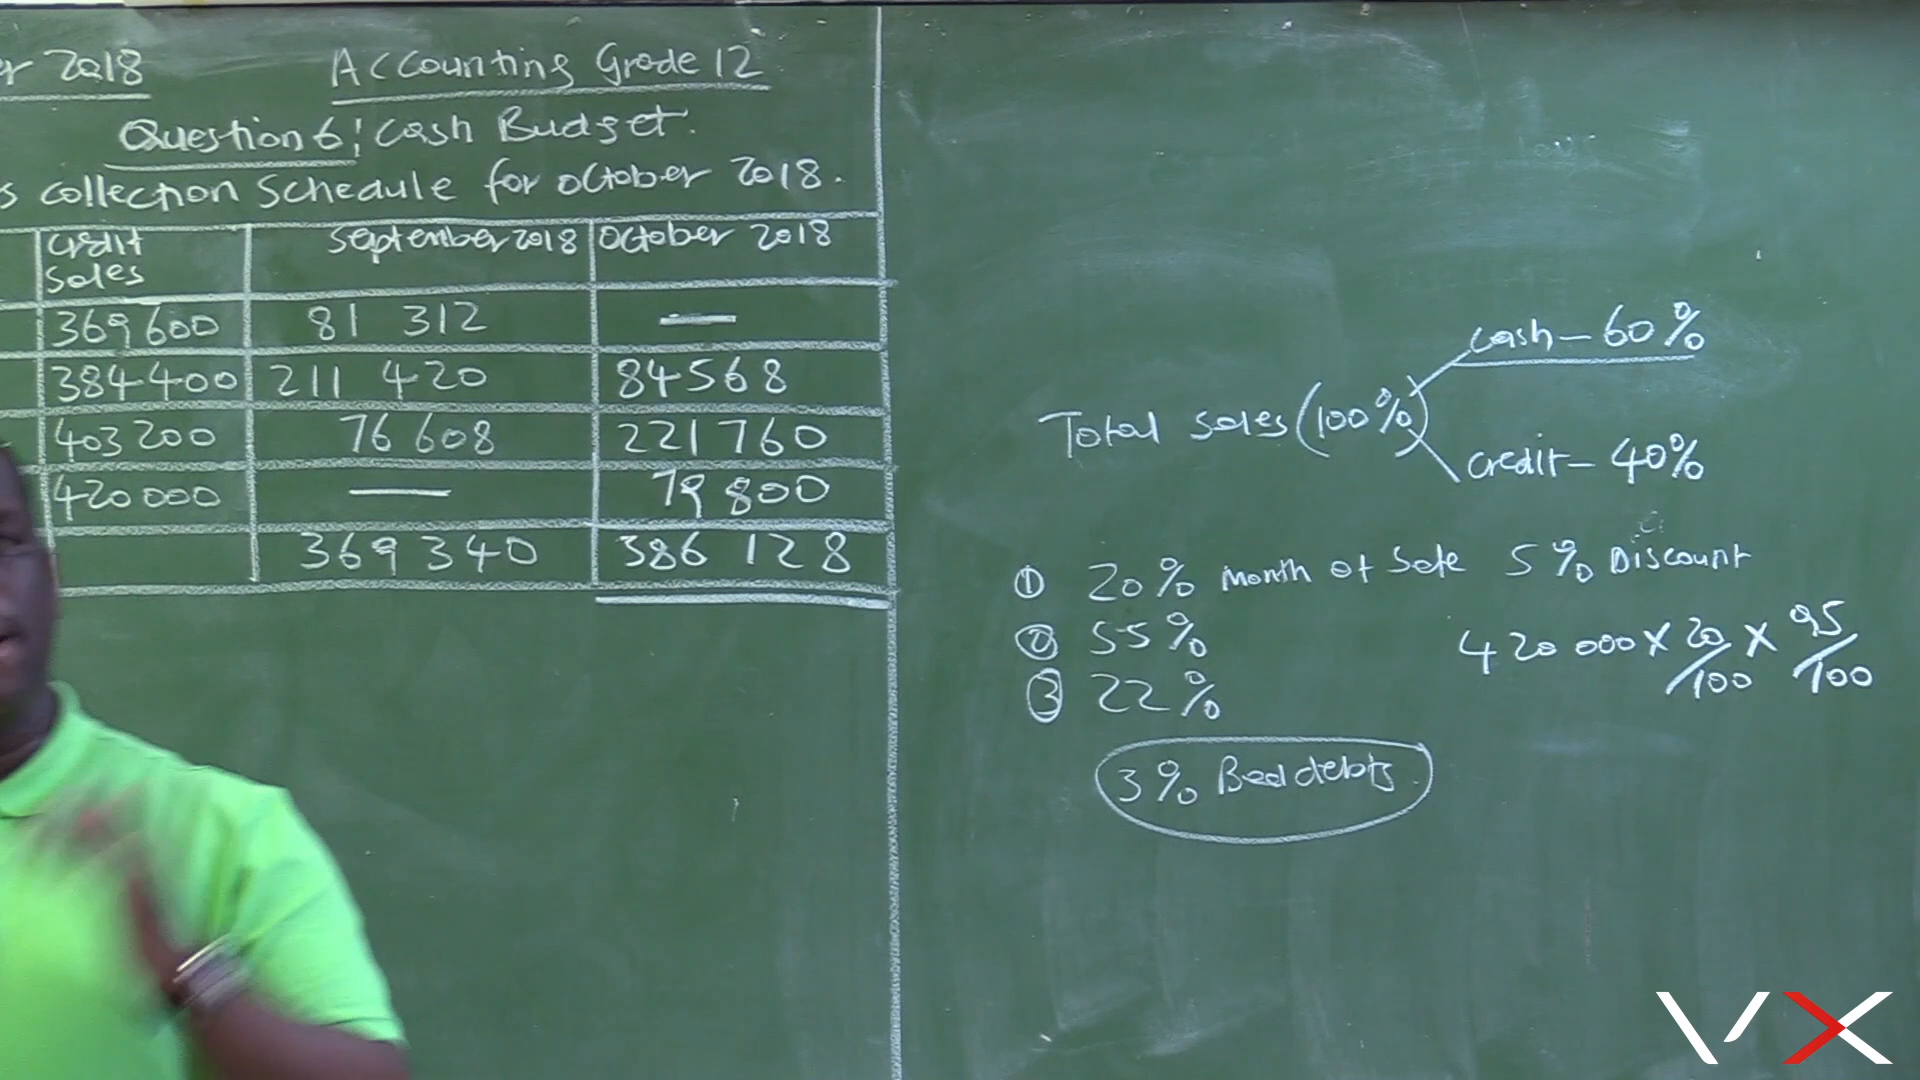 2018
Accounting Grade 12
Question 6: Cash Budget.
s collection Schedule for October 2018.
Credit Sales September 2018 October 2018
369 600 81 312 —
384 400 211 420 84 568
403 200 76 608 221 760
420 000 — 79 800
369 340 386 128
Total Sales (100%)
Cash - 60%
Credit - 40%
① 20% Month of Sale 5% Discount
② 55%
③ 22%
420 000 x 20/100 x 95/100
3% Bad debts
VX